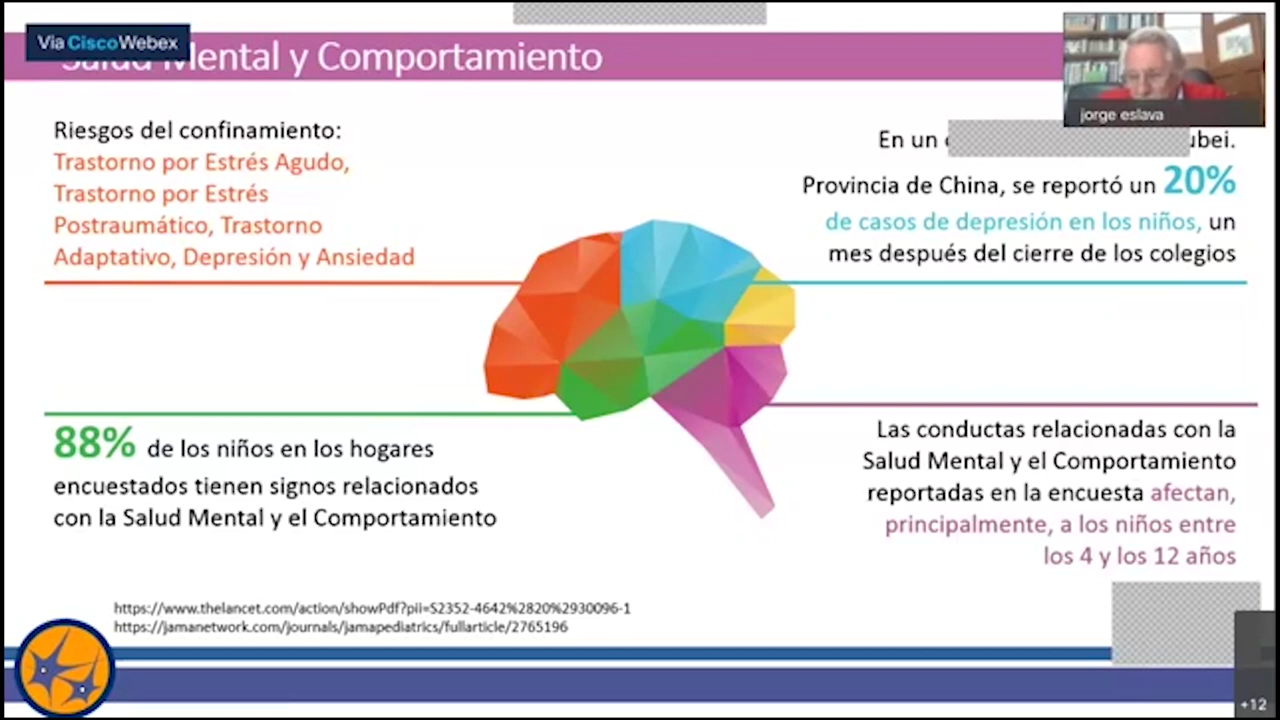 Via Cisco Webex
Salud Mental y Comportamiento
jorge eslava
Riesgos del confinamiento:
Trastorno por Estrés Agudo,
Trastorno por Estrés
Postraumático, Trastorno
Adaptativo, Depresión y Ansiedad
En un
Provincia de China, se reportó un 20%
de casos de depresión en los niños, un
mes después del cierre de los colegios
88% de los niños en los hogares
encuestados tienen signos relacionados
con la Salud Mental y el Comportamiento
Las conductas relacionadas con la
Salud Mental y el Comportamiento
reportadas en la encuesta afectan,
principalmente, a los niños entre
los 4 y los 12 años
https://www.thelancet.com/action/showPdf?pii=S2352-4642%2820%2930096-1
https://jamanetwork.com/journals/jamapediatrics/fullarticle/2765196
+12